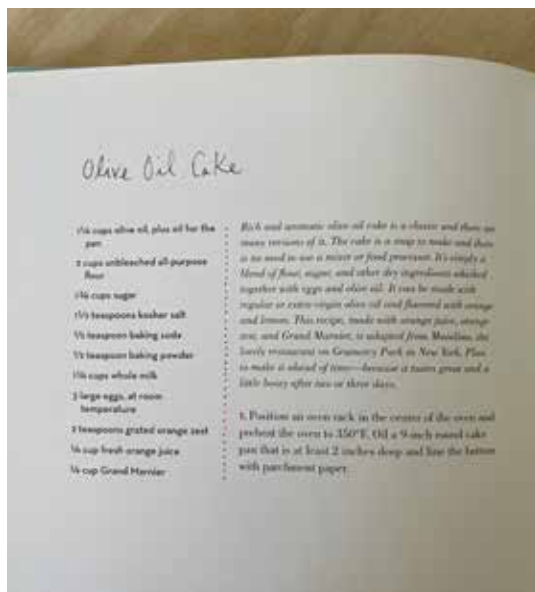 Olive Oil Cake
1¼ cups olive oil, plus oil for the
pan
2 cups unbleached all-purpose
flour
1¾ cups sugar
1½ teaspoons kosher salt
½ teaspoon baking soda
½ teaspoon baking powder
1¼ cups whole milk
3 large eggs, at room
temperature
2 teaspoons grated orange zest
¼ cup fresh orange juice
¼ cup Grand Marnier
Rich and aromatic olive oil cake is a classic and there are
many versions of it. The cake is a snap to make and there
is no need to use a mixer or food processor. It's simply a
blend of flour, sugar, and other dry ingredients whisked
together with eggs and olive oil. It can be made with
regular or extra-virgin olive oil and flavored with orange
and lemon. This recipe, made with orange juice, orange
zest, and Grand Marnier, is adapted from Maialino, the
lovely restaurant on Gramercy Park in New York. Plan
to make it ahead of time—because it tastes great and a
little boozy after two or three days.
1. Position an oven rack in the center of the oven and
preheat the oven to 350°F. Oil a 9-inch round cake
pan that is at least 2 inches deep and line the bottom
with parchment paper.